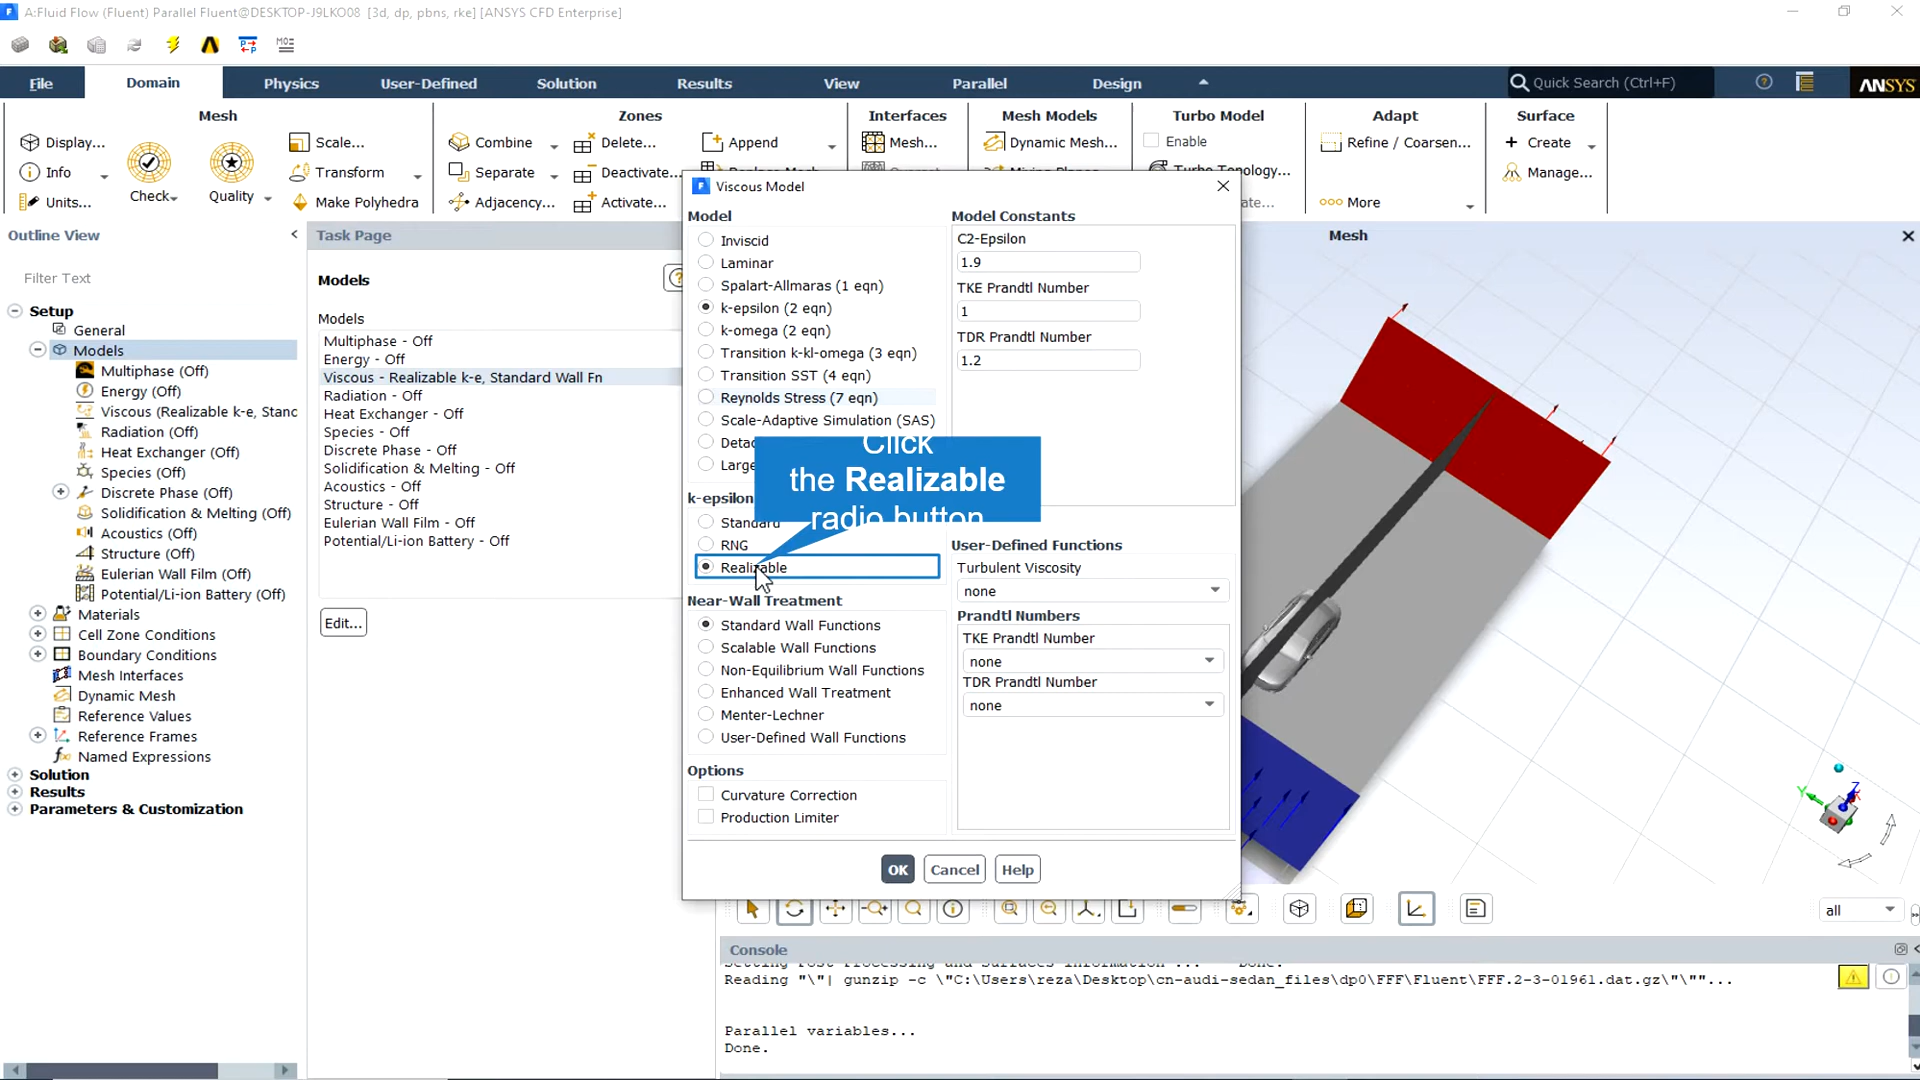 A:Fluid Flow (Fluent) Parallel Fluent@DESKTOP-J9LKO08 [3d, dp, pbns, rke] [ANSYS CFD Enterprise]
File
Domain
Physics
User-Defined
Solution
Results
View
Parallel
Design
Quick Search (Ctrl+F)
ANSYS
Mesh
Display...
Info
Units...
Check
Quality
Scale...
Transform
Make Polyhedra
Zones
Combine
Separate
Adjacency...
Delete...
Deactivate...
Activate...
Append
Interfaces
Mesh...
Mesh Models
Dynamic Mesh...
Turbo Model
Enable
Turbo Topology...
Adapt
Refine / Coarsen...
More
Surface
Create
Manage...
Outline View
Filter Text
Setup
General
Models
Multiphase (Off)
Energy (Off)
Viscous (Realizable k-e, Stanc
Radiation (Off)
Heat Exchanger (Off)
Species (Off)
Discrete Phase (Off)
Solidification & Melting (Off)
Acoustics (Off)
Structure (Off)
Eulerian Wall Film (Off)
Potential/Li-ion Battery (Off)
Materials
Cell Zone Conditions
Boundary Conditions
Mesh Interfaces
Dynamic Mesh
Reference Values
Reference Frames
Named Expressions
Solution
Results
Parameters & Customization
Task Page
Models
Models
Multiphase - Off
Energy - Off
Viscous - Realizable k-e, Standard Wall Fn
Radiation - Off
Heat Exchanger - Off
Species - Off
Discrete Phase - Off
Solidification & Melting - Off
Acoustics - Off
Structure - Off
Eulerian Wall Film - Off
Potential/Li-ion Battery - Off
Edit...
Viscous Model
Model
Inviscid
Laminar
Spalart-Allmaras (1 eqn)
k-epsilon (2 eqn)
k-omega (2 eqn)
Transition k-kl-omega (3 eqn)
Transition SST (4 eqn)
Reynolds Stress (7 eqn)
Scale-Adaptive Simulation (SAS)
Detac
Large
Click
the Realizable
radio button
k-epsilon
Standard
RNG
Realizable
Near-Wall Treatment
Standard Wall Functions
Scalable Wall Functions
Non-Equilibrium Wall Functions
Enhanced Wall Treatment
Menter-Lechner
User-Defined Wall Functions
Options
Curvature Correction
Production Limiter
Model Constants
C2-Epsilon
1.9
TKE Prandtl Number
1
TDR Prandtl Number
1.2
User-Defined Functions
Turbulent Viscosity
none
Prandtl Numbers
TKE Prandtl Number
none
TDR Prandtl Number
none
OK
Cancel
Help
Mesh
Y
Z
all
Console
Setting Post Processing and Surfaces information ... Done.
Reading "\"| gunzip -c \"C:\Users\reza\Desktop\cn-audi-sedan_files\dp0\FFF\Fluent\FFF.2-3-01961.dat.gz\"\""...
Parallel variables...
Done.